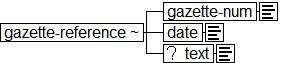 gazette-num
gazette-reference ~
date
? text